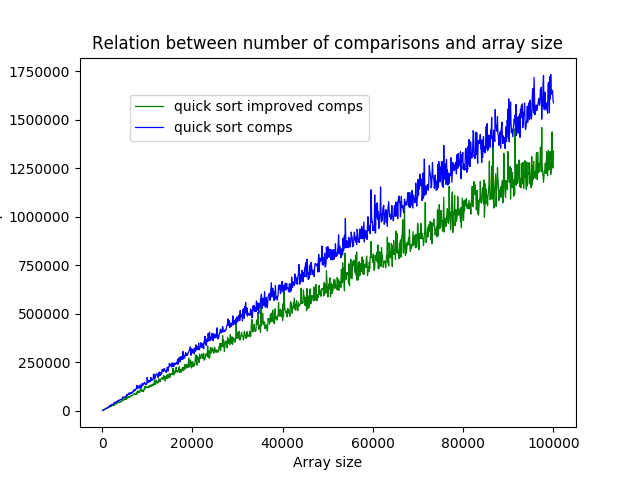 Relation between number of comparisons and array size
1750000
1500000
1250000
1000000
750000
500000
250000
0
quick sort improved comps
quick sort comps
0 20000 40000 60000 80000 100000
Array size